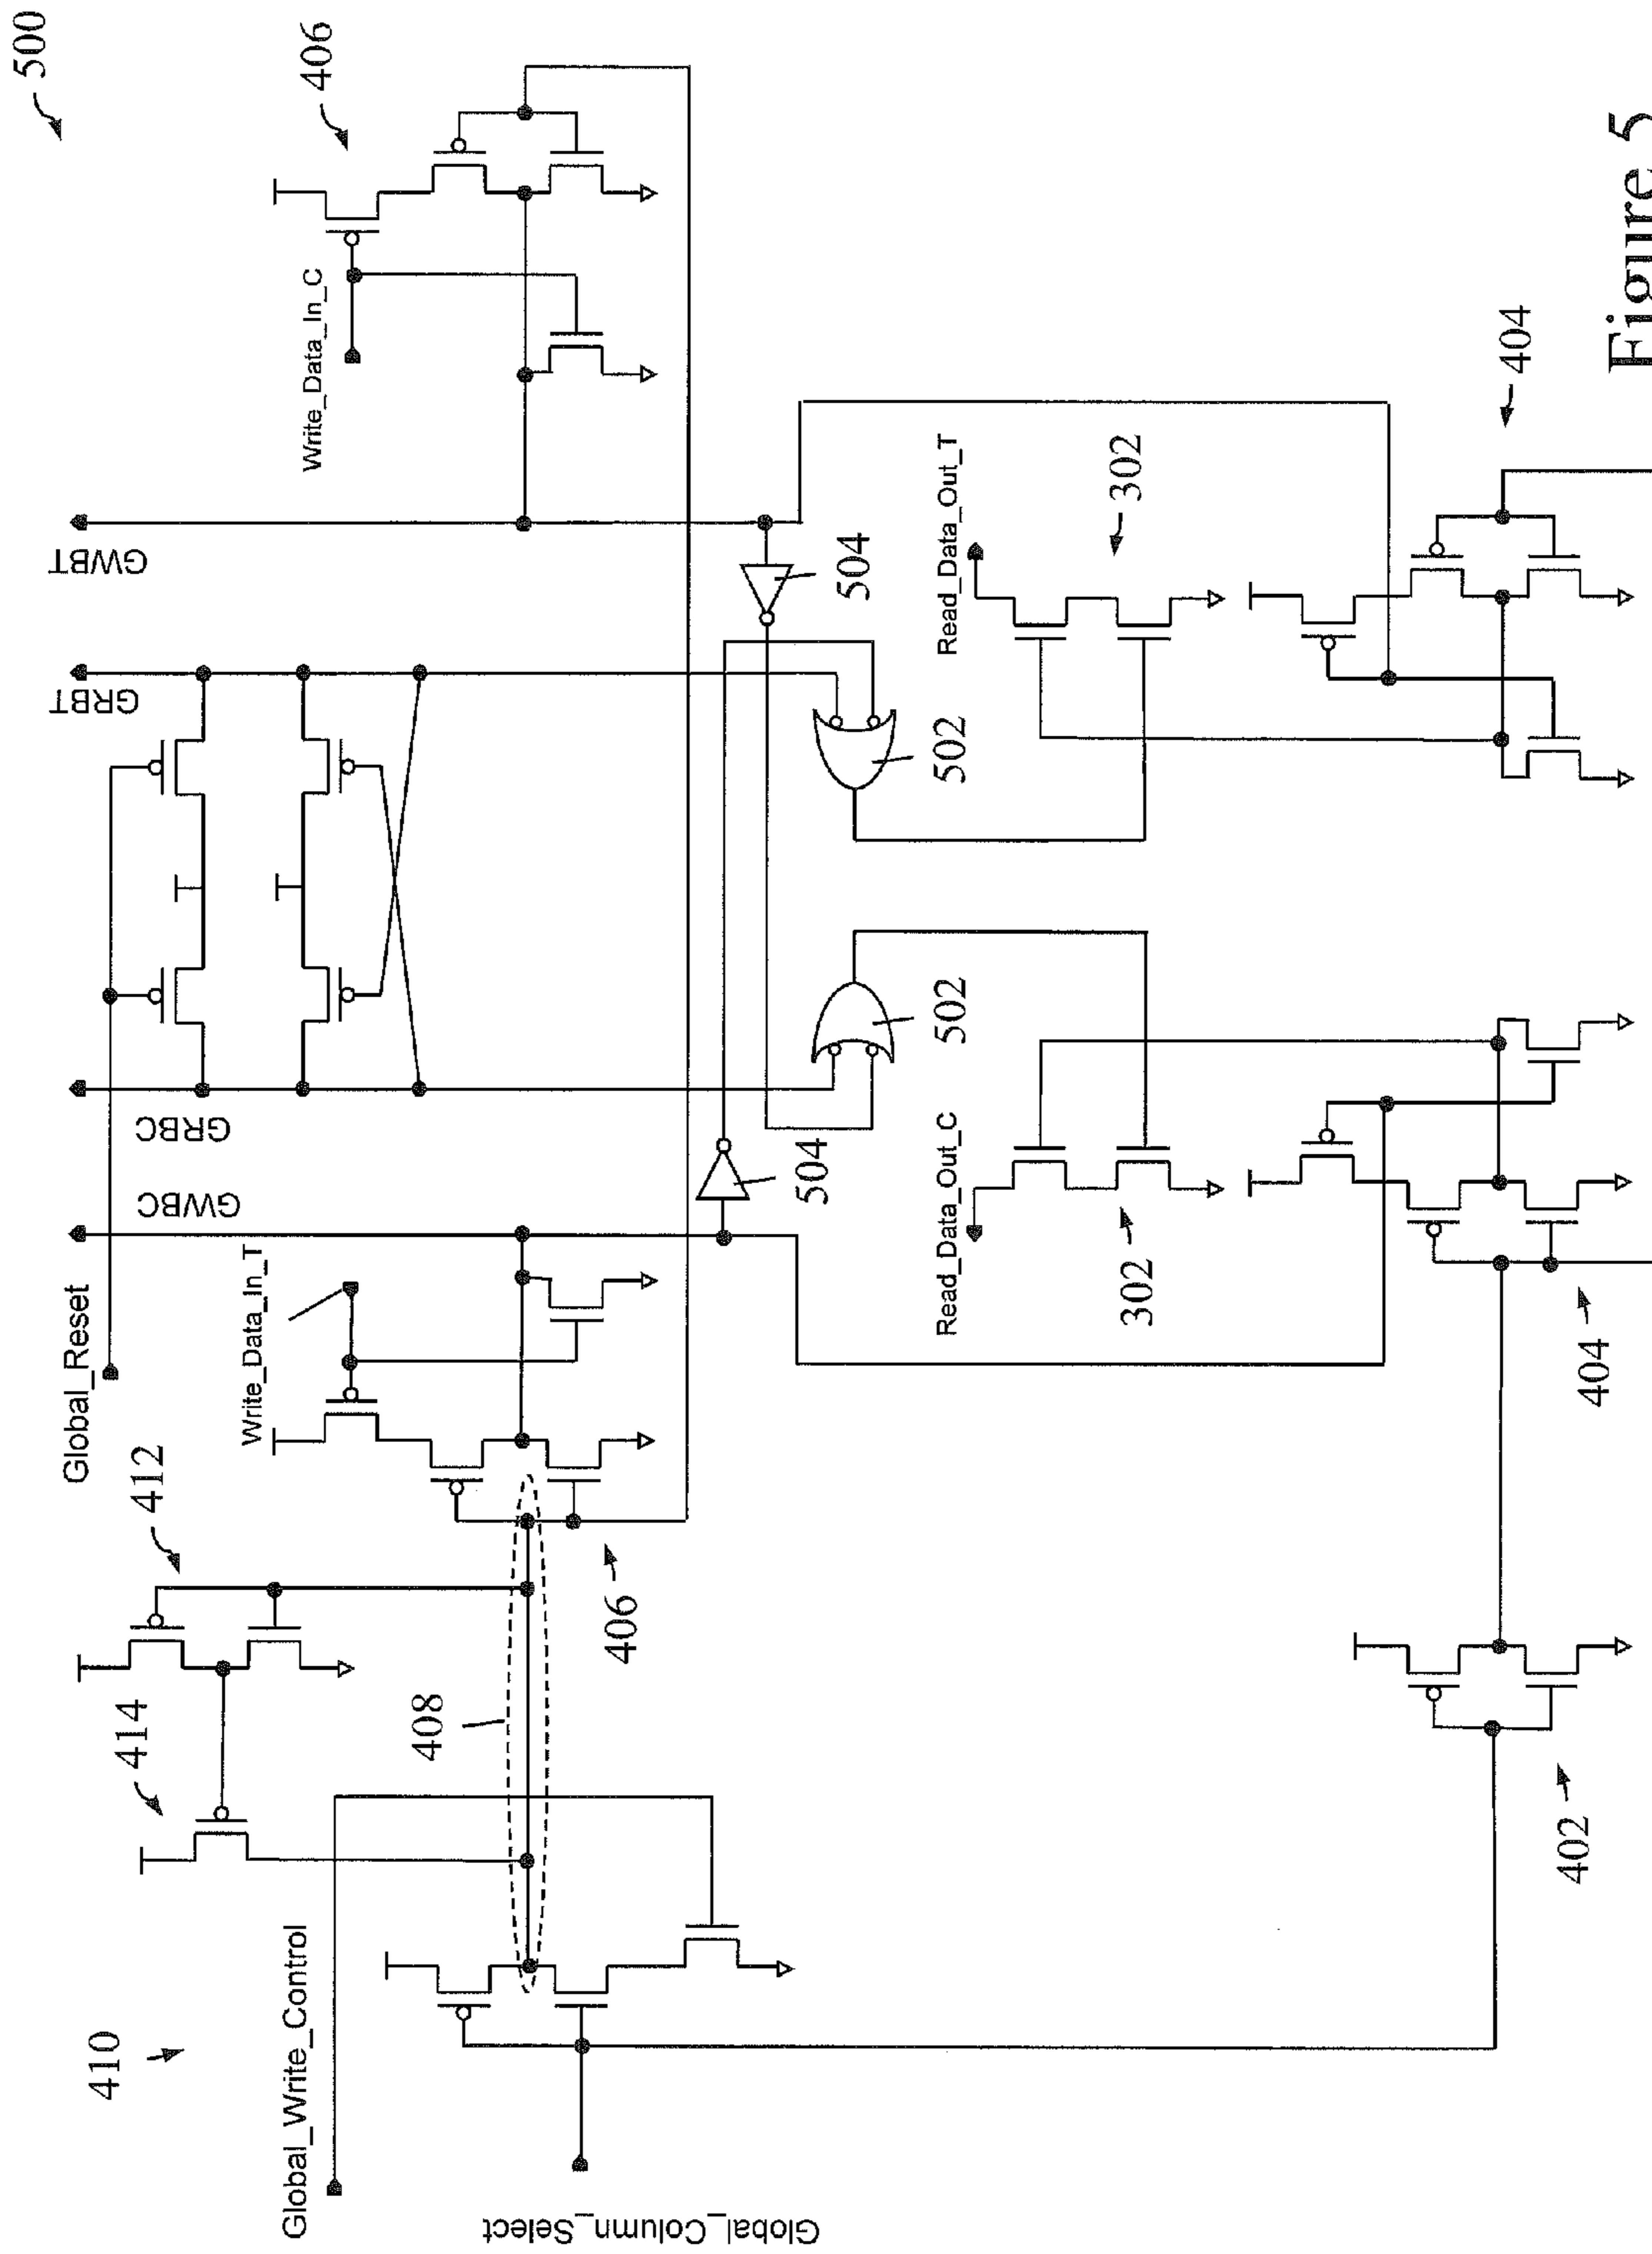 500
Global_Reset
GWBC
GRBC
GRBT
GWBT
412
406
Write_Data_In_T
Write_Data_In_C
414
408
406
410
Global_Write_Control
Global_Column_Select
504
504
502
502
Read_Data_Out_C
Read_Data_Out_T
302
302
404
404
402
Figure 5